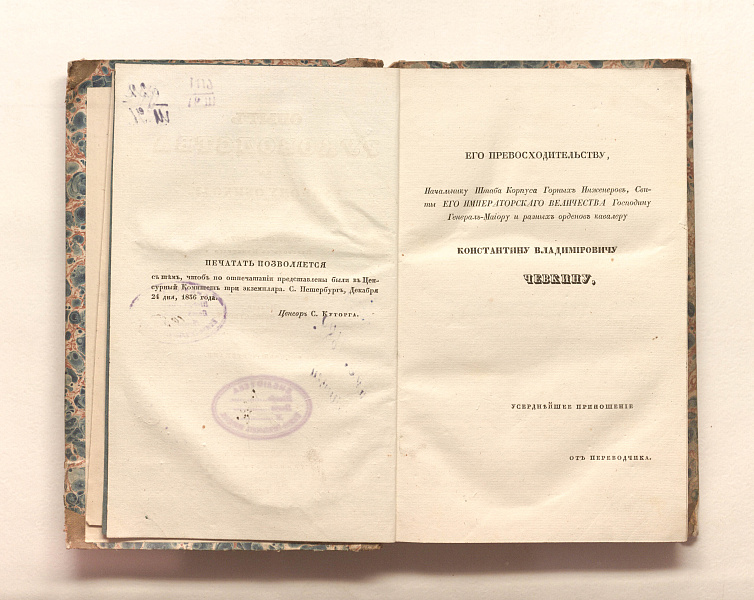 ПЕЧАТАТЬ ПОЗВОЛЯЕТСЯ
съ тѣмъ, чтобъ по отпечатаніи представлены были въ Цен-
сурный Комитетъ три экземпляра. С. Петербургъ, Декабря
24 дня, 1836 года.
Ценсоръ С. Куторга.
ЕГО ПРЕВОСХОДИТЕЛЬСТВУ,
Начальнику Штаба Корпуса Горныхъ Инженеровъ, Сви-
ты ЕГО ИМПЕРАТОРСКАГО ВЕЛИЧЕСТВА Господину
Генералъ-Маіору и разныхъ орденовъ кавалеру
КОНСТАНТИНУ ВЛАДИМІРОВИЧУ
ЧЕВКИНУ,
УСЕРДНѢЙШЕЕ ПРИНОШЕНІЕ
ОТЪ ПЕРЕВОДЧИКА.